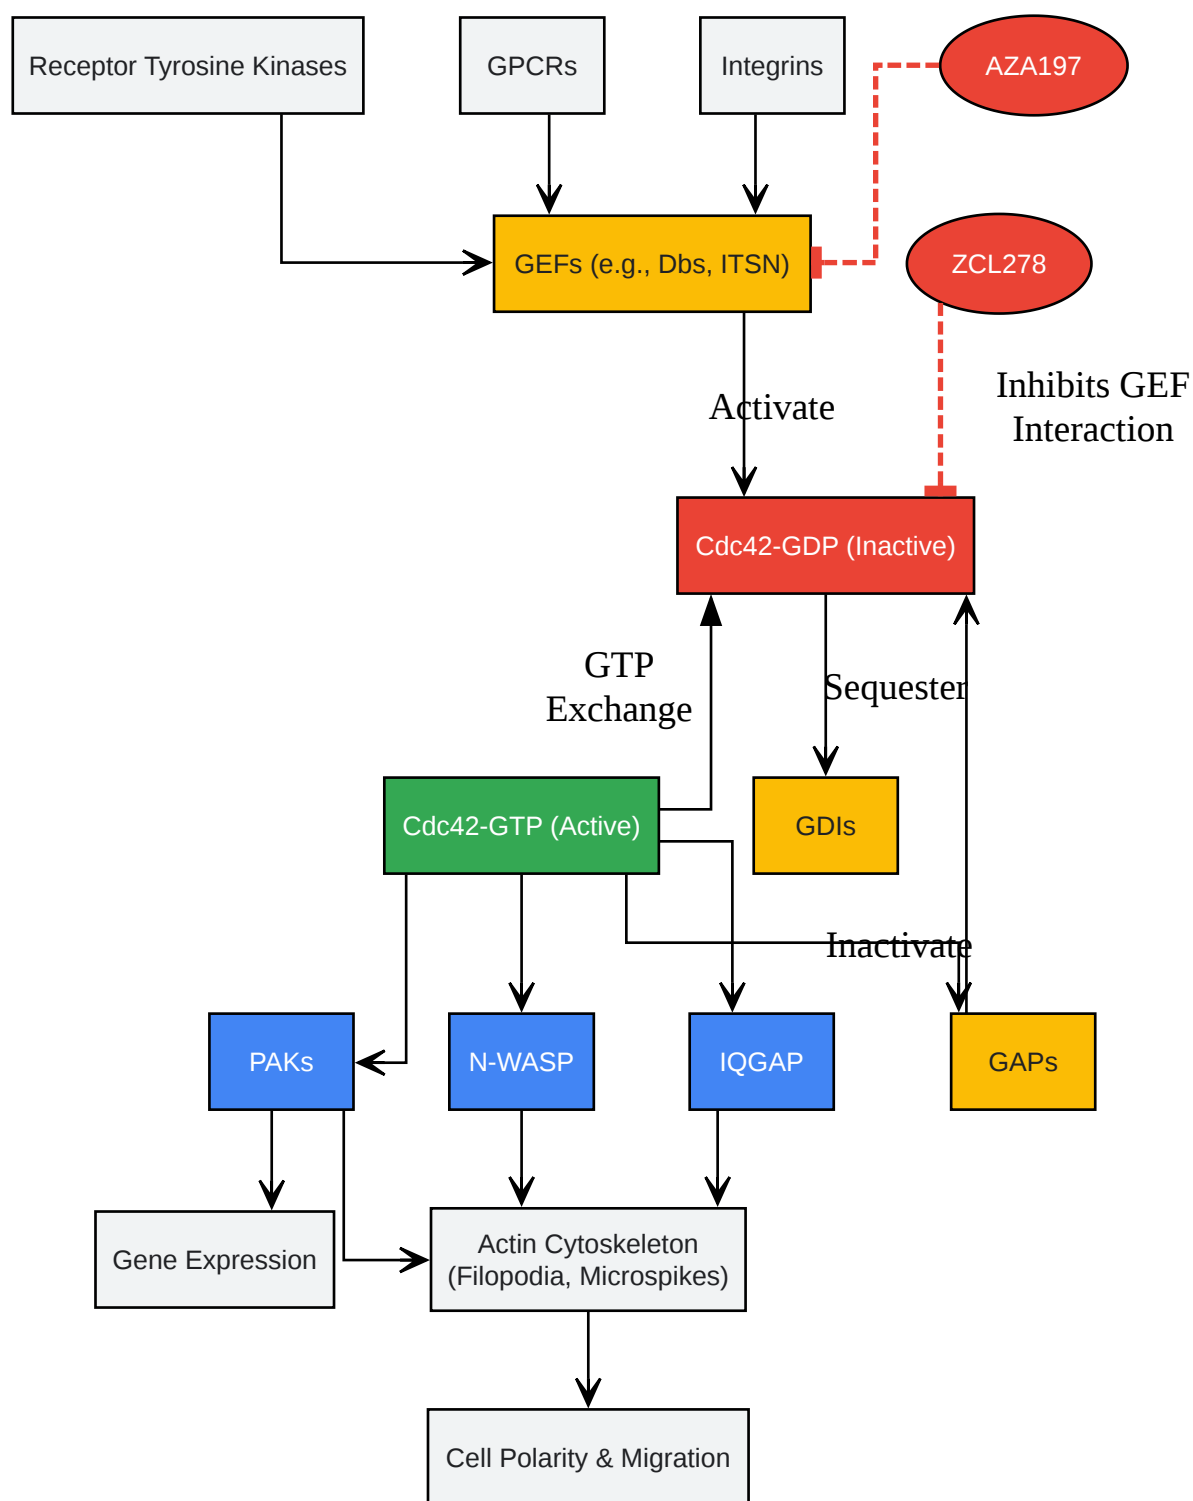 Receptor Tyrosine Kinases
GPCRs
Integrins
AZA197
GEFs (e.g., Dbs, ITSN)
ZCL278
Activate
Inhibits GEF
Interaction
Cdc42-GDP (Inactive)
GTP
Exchange
Sequester
Cdc42-GTP (Active)
GDIs
Inactivate
PAKs
N-WASP
IQGAP
GAPs
Gene Expression
Actin Cytoskeleton
(Filopodia, Microspikes)
Cell Polarity & Migration